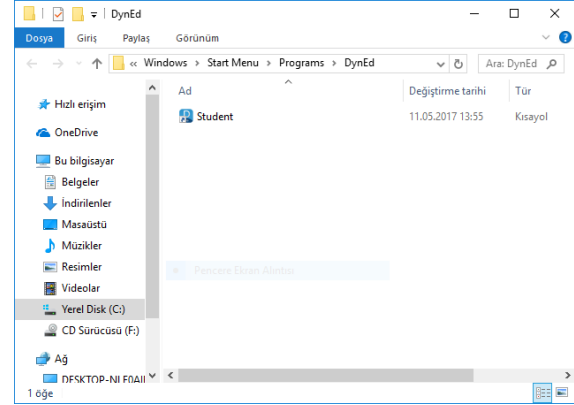 DynEd
Dosya Giriş Paylaş Görünüm
« Windows > Start Menu > Programs > DynEd
Ara: DynEd
Ad Değiştirme tarihi Tür
Student 11.05.2017 13:55 Kısayol
Hızlı erişim
OneDrive
Bu bilgisayar
Belgeler
İndirilenler
Masaüstü
Müzikler
Resimler
Videolar
Yerel Disk (C:)
CD Sürücüsü (F:)
Ağ
Pencere Ekran Alıntısı
1 öğe